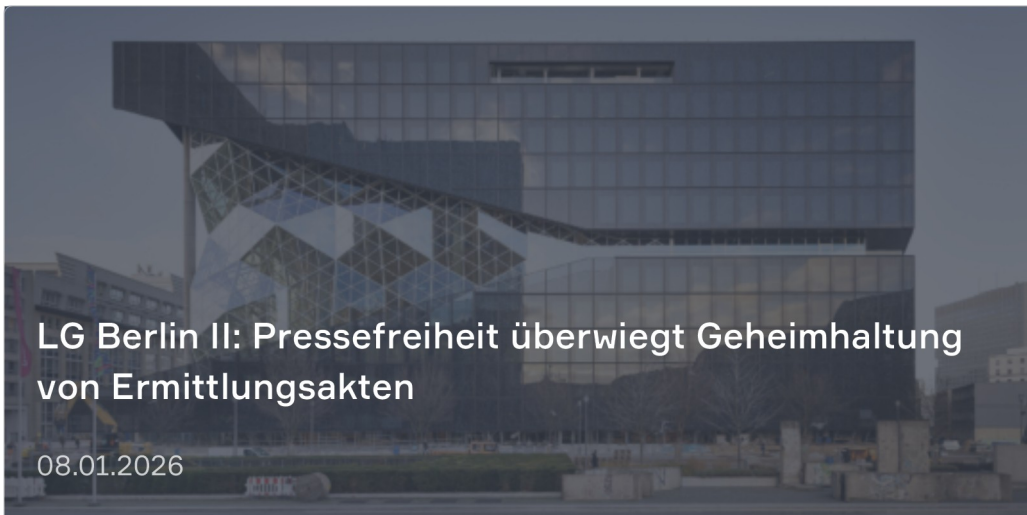 LG Berlin II: Pressefreiheit überwiegt Geheimhaltung
von Ermittlungsakten
08.01.2026